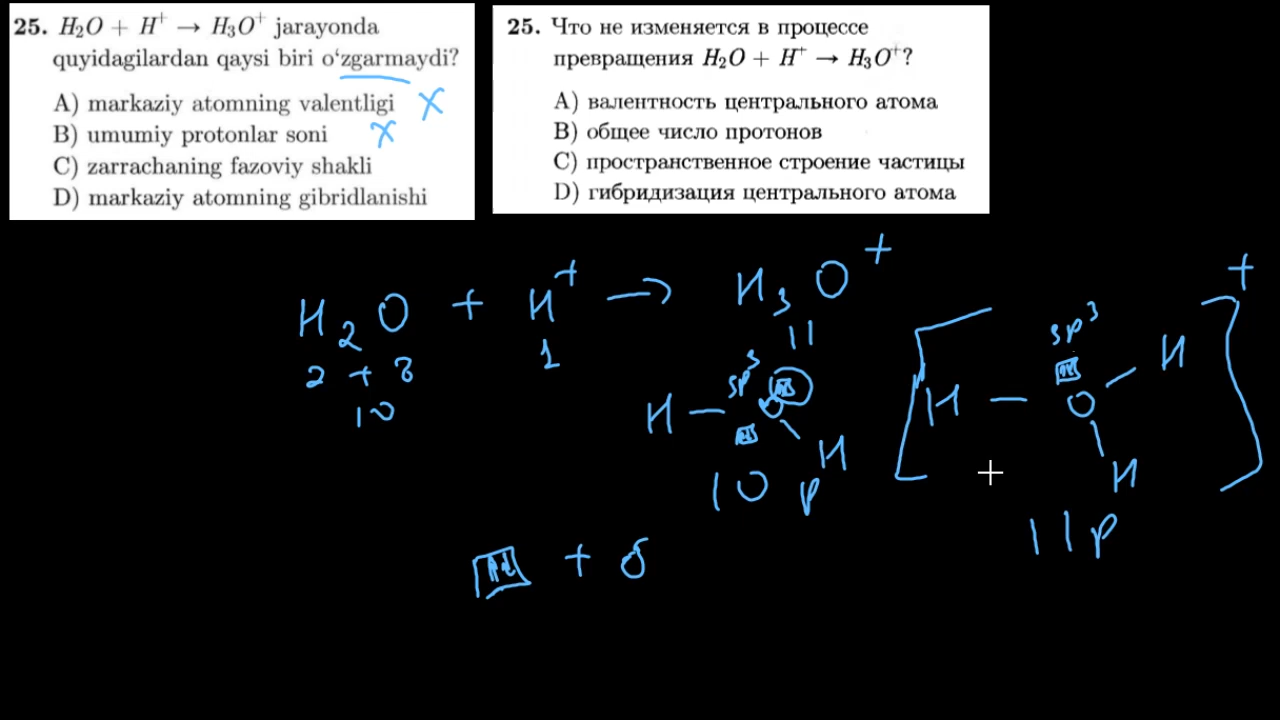 25. H₂O + H⁺ → H₃O⁺ jarayonda
quyidagilardan qaysi biri o‘zgarmaydi?
A) markaziy atomning valentligi X
B) umumiy protonlar soni X
C) zarrachaning fazoviy shakli
D) markaziy atomning gibridlanishi
25. Что не изменяется в процессе
превращения H₂O + H⁺ → H₃O⁺?
A) валентность центрального атома
B) общее число протонов
C) пространственное строение частицы
D) гибридизация центрального атома
H₂O + H⁺ → H₃O⁺
2 + 8 1 11
10
sp³ sp³
H – O H – O – H +
H H
10 p 11 p
+ б